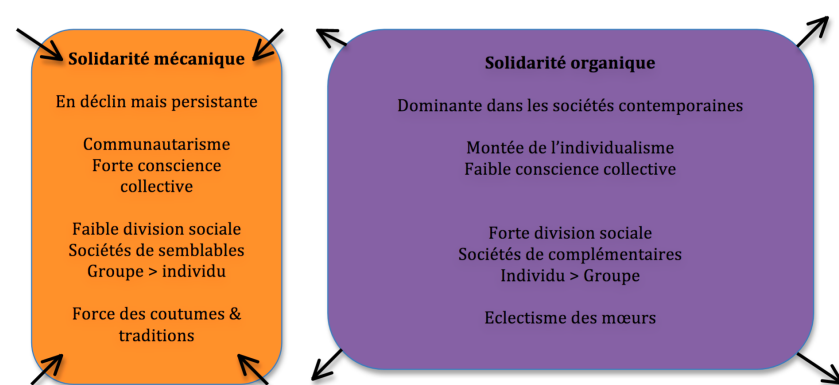 Solidarité mécanique
En déclin mais persistante
Communautarisme
Forte conscience
collective
Faible division sociale
Sociétés de semblables
Groupe > individu
Force des coutumes &
traditions
Solidarité organique
Dominante dans les sociétés contemporaines
Montée de l'individualisme
Faible conscience collective
Forte division sociale
Sociétés de complémentaires
Individu > Groupe
Eclectisme des mœurs